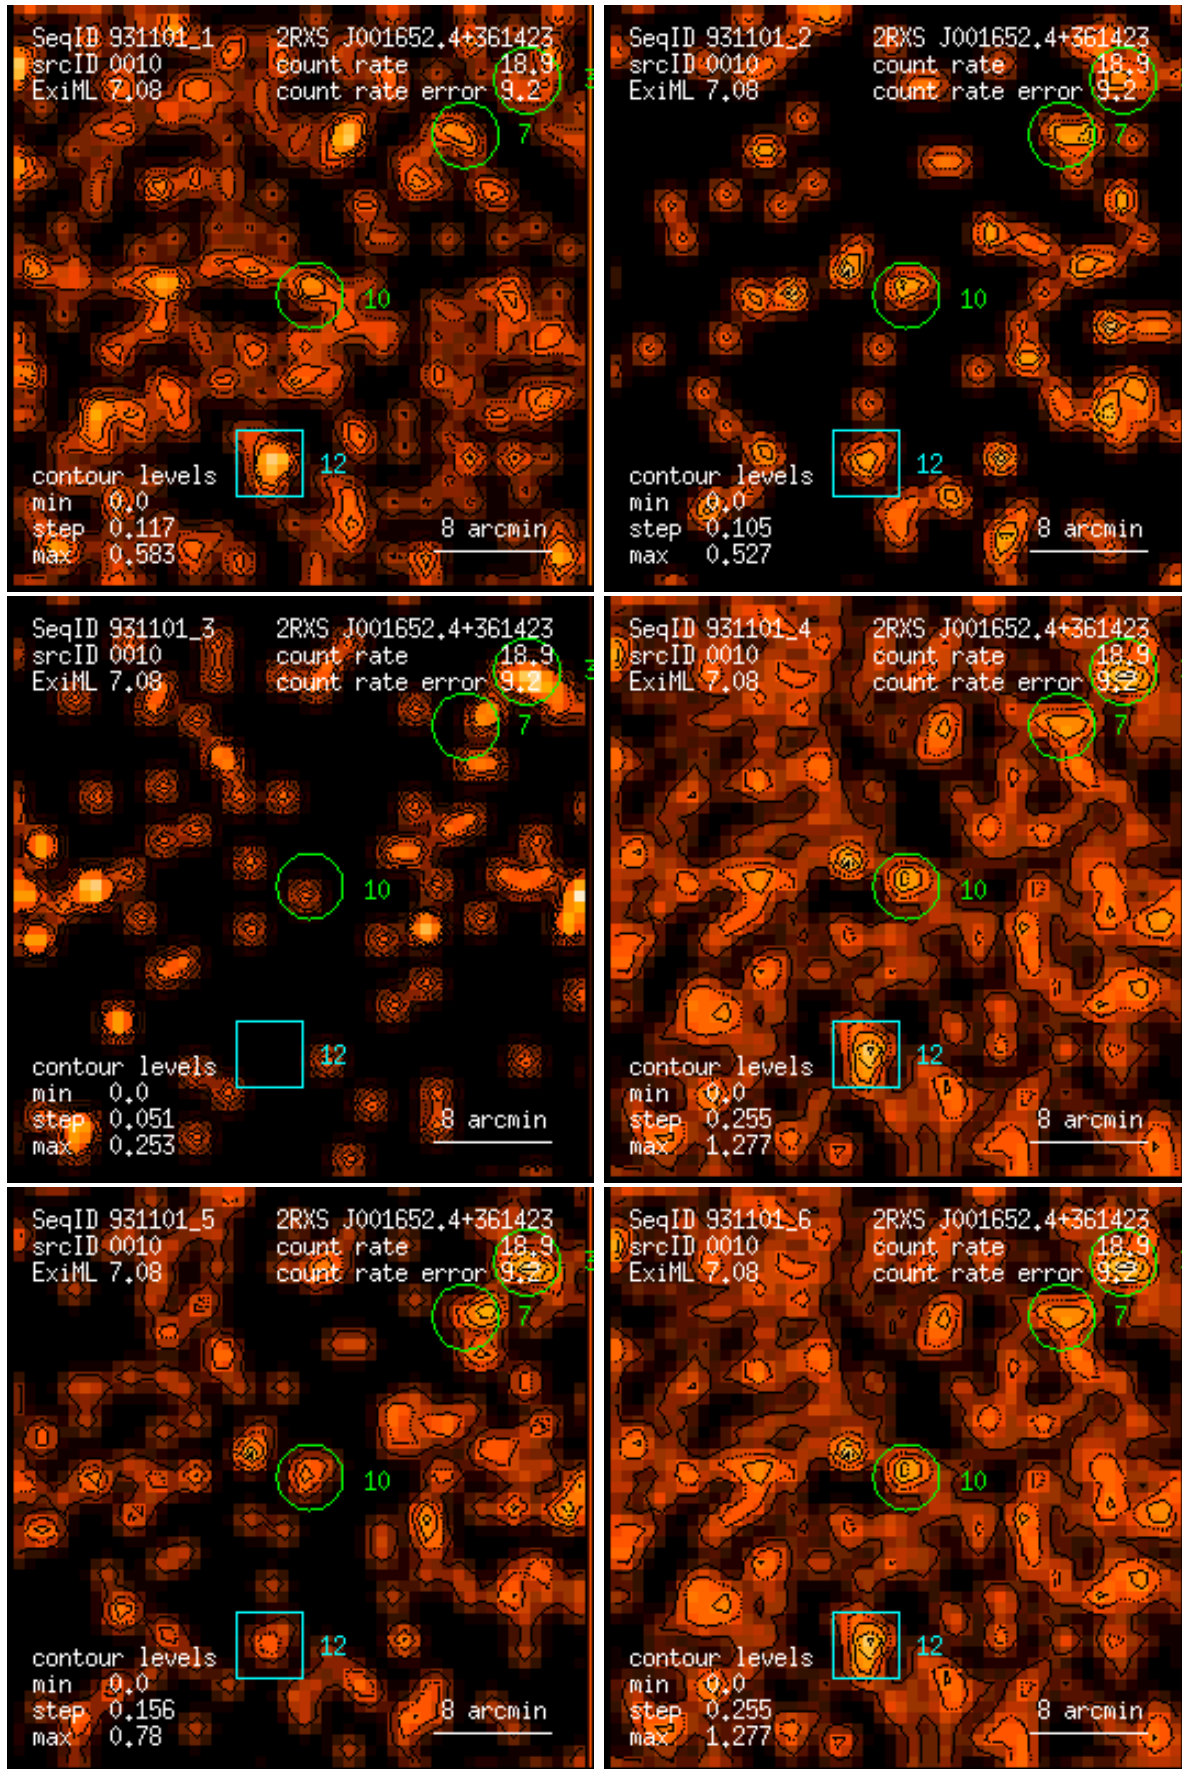 SeqID 931101_1 2RXS J001652.4+361423
srcID 0010 count rate 18.9
ExiML 7.08 count rate error 9.2
3
7
10
12
contour levels
min 0.0
step 0.117 8 arcmin
max 0.583
SeqID 931101_2 2RXS J001652.4+361423
srcID 0010 count rate 18.9
ExiML 7.08 count rate error 9.2
7
10
12
contour levels
min 0.0
step 0.105 8 arcmin
max 0.527
SeqID 931101_3 2RXS J001652.4+361423
srcID 0010 count rate 18.9
ExiML 7.08 count rate error 9.2
3
7
10
12
contour levels
min 0.0
step 0.051 8 arcmin
max 0.253
SeqID 931101_4 2RXS J001652.4+361423
srcID 0010 count rate 18.9
ExiML 7.08 count rate error 9.2
7
10
12
contour levels
min 0.0
step 0.255 8 arcmin
max 1.277
SeqID 931101_5 2RXS J001652.4+361423
srcID 0010 count rate 18.9
ExiML 7.08 count rate error 9.2
3
7
10
12
contour levels
min 0.0
step 0.156 8 arcmin
max 0.78
SeqID 931101_6 2RXS J001652.4+361423
srcID 0010 count rate 18.9
ExiML 7.08 count rate error 9.2
7
10
12
contour levels
min 0.0
step 0.255 8 arcmin
max 1.277